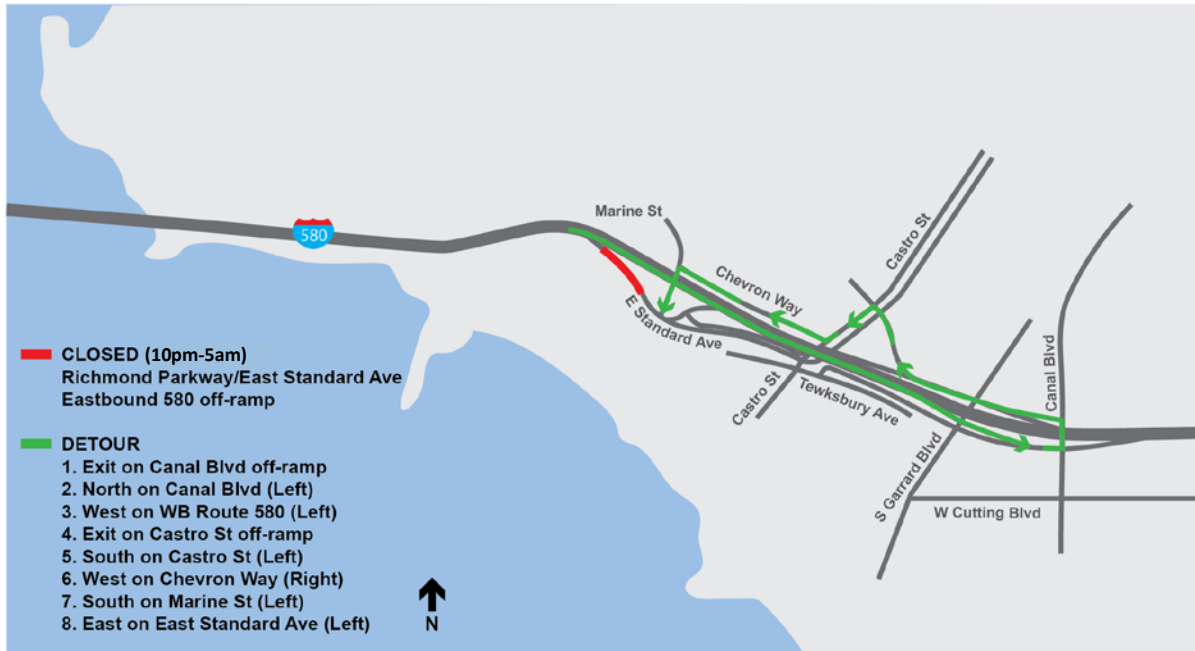 Marine St
580
Castro St
Chevron Way
E Standard Ave
Canal Blvd
Castro St
Tewksbury Ave
S Garrard Blvd
W Cutting Blvd
CLOSED (10pm-5am)
Richmond Parkway/East Standard Ave
Eastbound 580 off-ramp
DETOUR
1. Exit on Canal Blvd off-ramp
2. North on Canal Blvd (Left)
3. West on WB Route 580 (Left)
4. Exit on Castro St off-ramp
5. South on Castro St (Left)
6. West on Chevron Way (Right)
7. South on Marine St (Left)
8. East on East Standard Ave (Left)
N